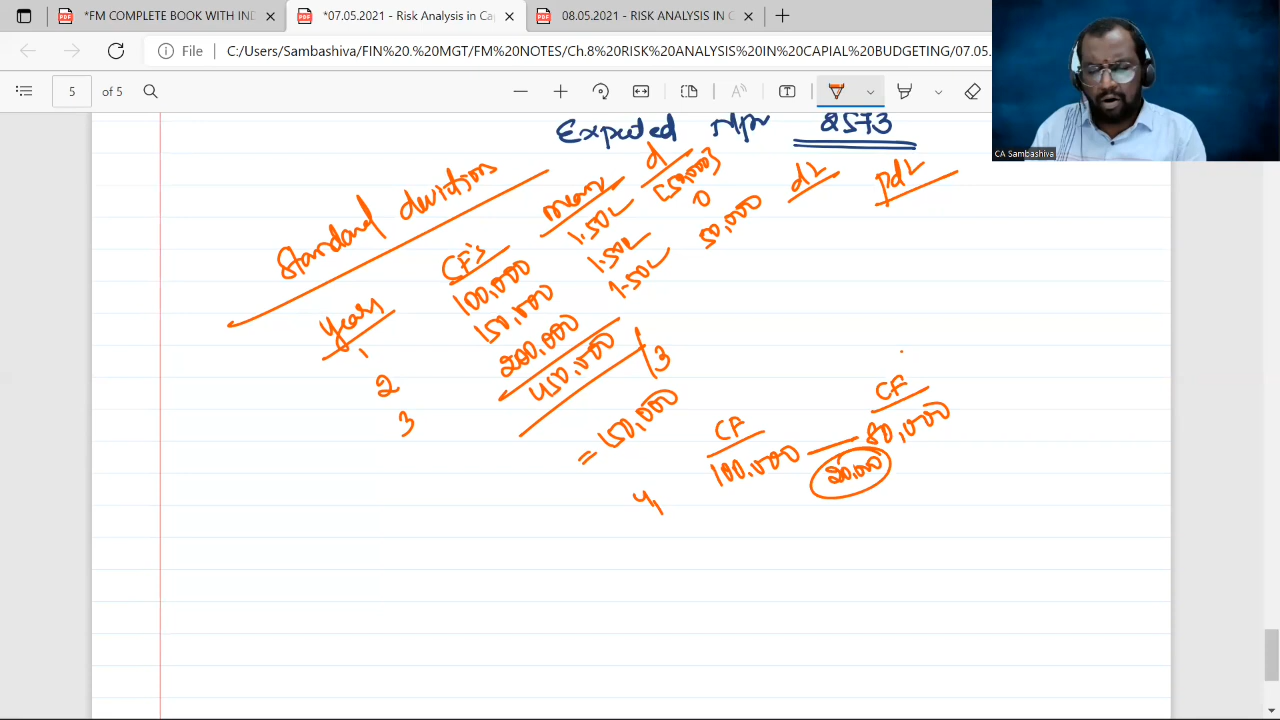 *FM COMPLETE BOOK WITH IND
*07.05.2021 - Risk Analysis in Ca
08.05.2021 - RISK ANALYSIS IN C
File
C:/Users/Sambashiva/FIN%20.%20MGT/FM%20NOTES/Ch.8%20RISK%20ANALYSIS%20IN%20CAPIAL%20BUDGETING/07.05.
5 of 5
CA Sambashiva
Expected NPV 2573
Standard deviation
Years CF's mean d d2 pd2
1 100,000 1.50L (50,000)
2 150,000 1.50L 0
3 200,000 1.50L 50,000
450,000 /3
= 150,000
CF CF
Y1 100,000 — 80,000
20,000